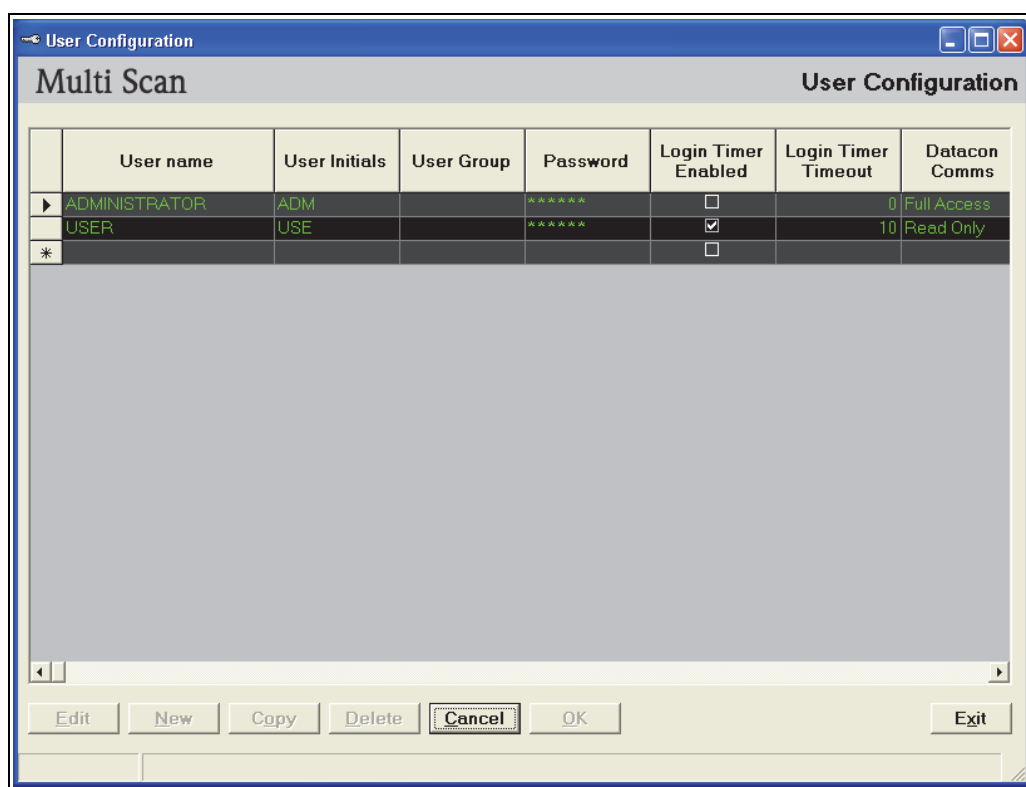 User Configuration
Multi Scan
User Configuration
User name User Initials User Group Password Login Timer Enabled Login Timer Timeout Datacon Comms
ADMINISTRATOR ADM ****** 0 Full Access
USER USE ****** 10 Read Only
Edit New Copy Delete Cancel OK Exit